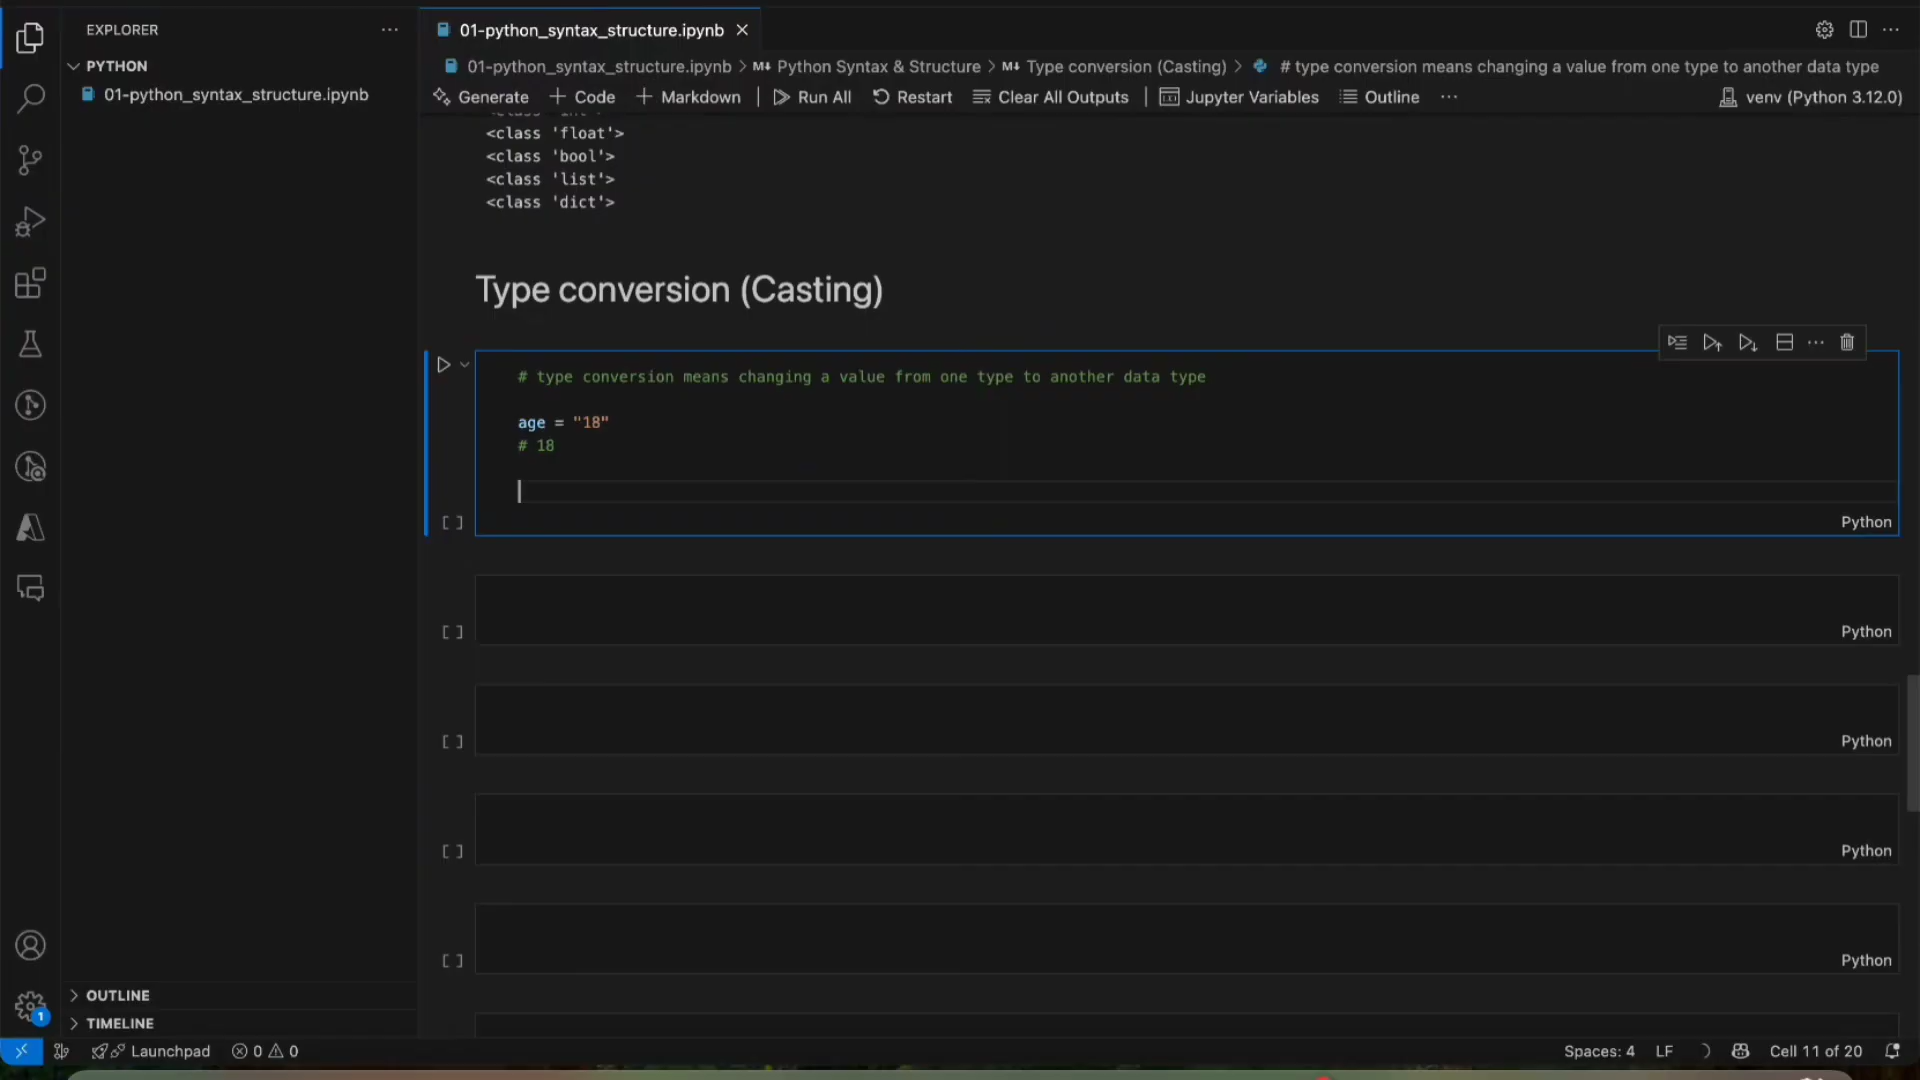 EXPLORER
PYTHON
01-python_syntax_structure.ipynb
OUTLINE
TIMELINE
01-python_syntax_structure.ipynb
01-python_syntax_structure.ipynb > M↓ Python Syntax & Structure > M↓ Type conversion (Casting) > # type conversion means changing a value from one type to another data type
Generate + Code + Markdown | Run All Restart Clear All Outputs | Jupyter Variables Outline ... venv (Python 3.12.0)
<class 'float'>
<class 'bool'>
<class 'list'>
<class 'dict'>
Type conversion (Casting)
# type conversion means changing a value from one type to another data type
age = "18"
# 18
[ ] Python
[ ] Python
[ ] Python
[ ] Python
[ ] Python
1
Launchpad 0 0 Spaces: 4 LF Cell 11 of 20